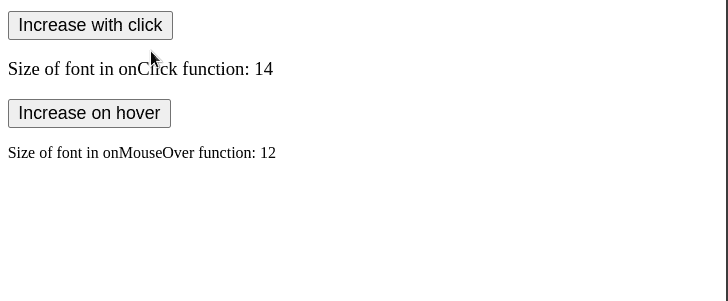 Increase with click
Size of font in onClick function: 14
Increase on hover
Size of font in onMouseOver function: 12